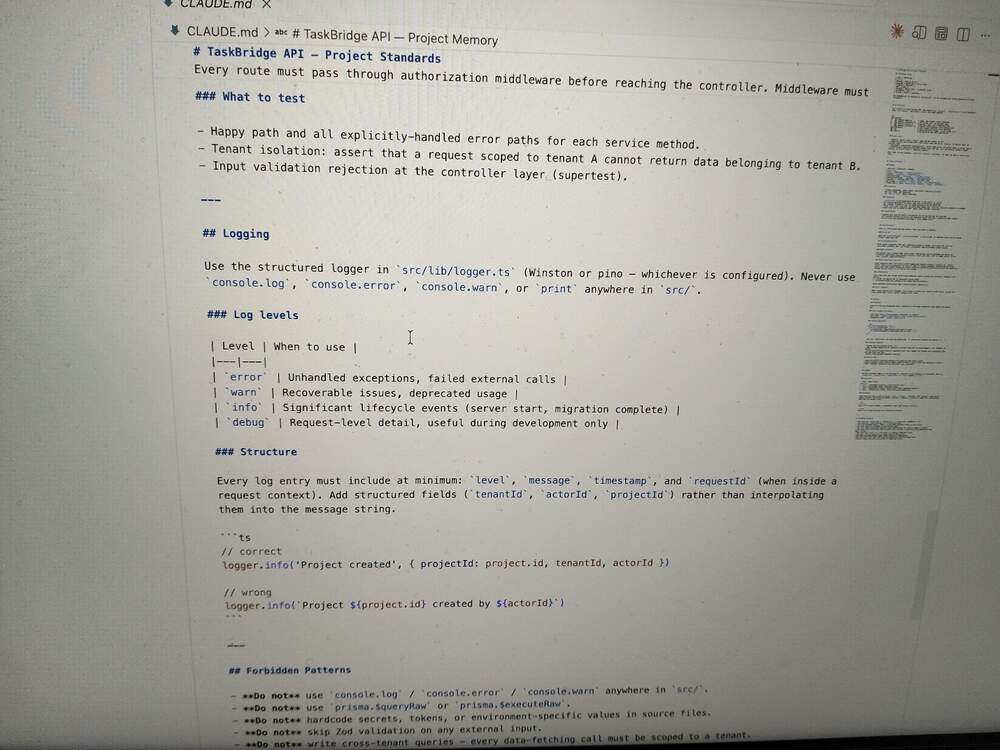 CLAUDE.md ×
CLAUDE.md > abc # TaskBridge API — Project Memory
# TaskBridge API — Project Standards
Every route must pass through authorization middleware before reaching the controller. Middleware must
### What to test
- Happy path and all explicitly-handled error paths for each service method.
- Tenant isolation: assert that a request scoped to tenant A cannot return data belonging to tenant B.
- Input validation rejection at the controller layer (supertest).
---
## Logging
Use the structured logger in `src/lib/logger.ts` (Winston or pino — whichever is configured). Never use
`console.log`, `console.error`, `console.warn`, or `print` anywhere in `src/`.
### Log levels
| Level | When to use |
|---|---|
| `error` | Unhandled exceptions, failed external calls |
| `warn` | Recoverable issues, deprecated usage |
| `info` | Significant lifecycle events (server start, migration complete) |
| `debug` | Request-level detail, useful during development only |
### Structure
Every log entry must include at minimum: `level`, `message`, `timestamp`, and `requestId` (when inside a
request context). Add structured fields (`tenantId`, `actorId`, `projectId`) rather than interpolating
them into the message string.
```ts
// correct
logger.info('Project created', { projectId: project.id, tenantId, actorId })
// wrong
logger.info(`Project ${project.id} created by ${actorId}`)
```
---
## Forbidden Patterns
- **Do not** use `console.log` / `console.error` / `console.warn` anywhere in `src/`.
- **Do not** use `prisma.$queryRaw` or `prisma.$executeRaw`.
- **Do not** hardcode secrets, tokens, or environment-specific values in source files.
- **Do not** skip Zod validation on any external input.
- **Do not** write cross-tenant queries — every data-fetching call must be scoped to a tenant.